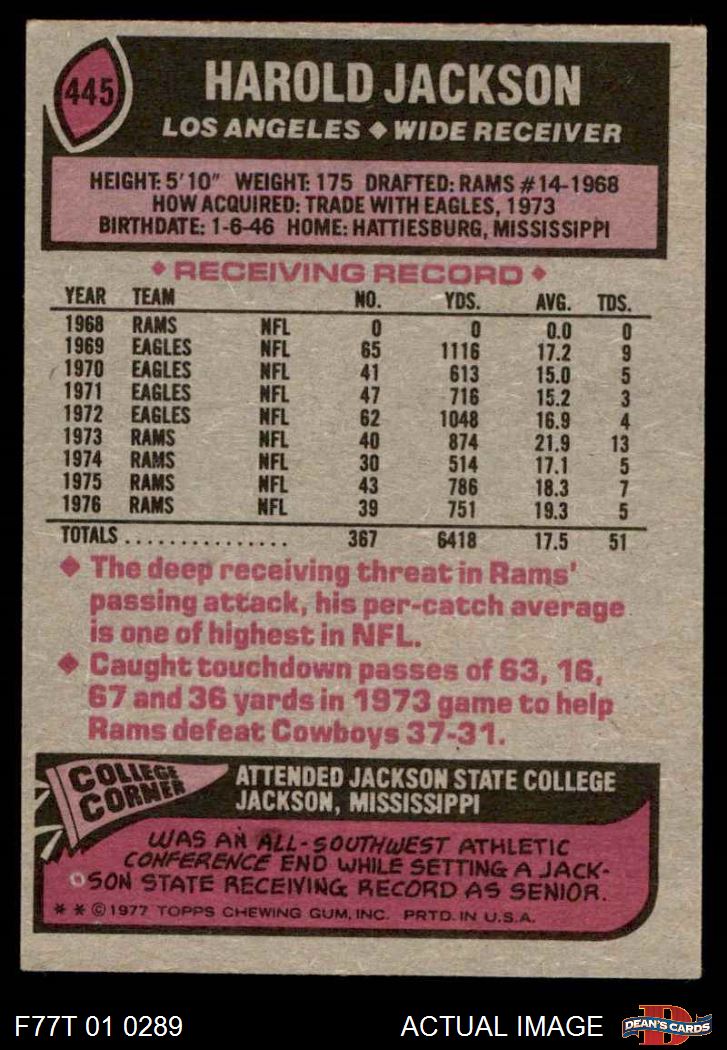 445
HAROLD JACKSON
LOS ANGELES ♦ WIDE RECEIVER
HEIGHT: 5'10" WEIGHT: 175 DRAFTED: RAMS #14-1968
HOW ACQUIRED: TRADE WITH EAGLES, 1973
BIRTHDATE: 1-6-46 HOME: HATTIESBURG, MISSISSIPPI
♦ RECEIVING RECORD ♦
YEAR TEAM NO. YDS. AVG. TDS.
1968 RAMS NFL 0 0 0.0 0
1969 EAGLES NFL 65 1116 17.2 9
1970 EAGLES NFL 41 613 15.0 5
1971 EAGLES NFL 47 716 15.2 3
1972 EAGLES NFL 62 1048 16.9 4
1973 RAMS NFL 40 874 21.9 13
1974 RAMS NFL 30 514 17.1 5
1975 RAMS NFL 43 786 18.3 7
1976 RAMS NFL 39 751 19.3 5
TOTALS ............... 367 6418 17.5 51
♦ The deep receiving threat in Rams'
passing attack, his per-catch average
is one of highest in NFL.
♦ Caught touchdown passes of 63, 16,
67 and 36 yards in 1973 game to help
Rams defeat Cowboys 37-31.
COLLEGE
CORNER
ATTENDED JACKSON STATE COLLEGE
JACKSON, MISSISSIPPI
WAS AN ALL-SOUTHWEST ATHLETIC
CONFERENCE END WHILE SETTING A JACK-
SON STATE RECEIVING RECORD AS SENIOR.
* * © 1977 TOPPS CHEWING GUM, INC. PRTD. IN U.S.A.
F77T 01 0289 ACTUAL IMAGE
D
DEAN'S CARDS